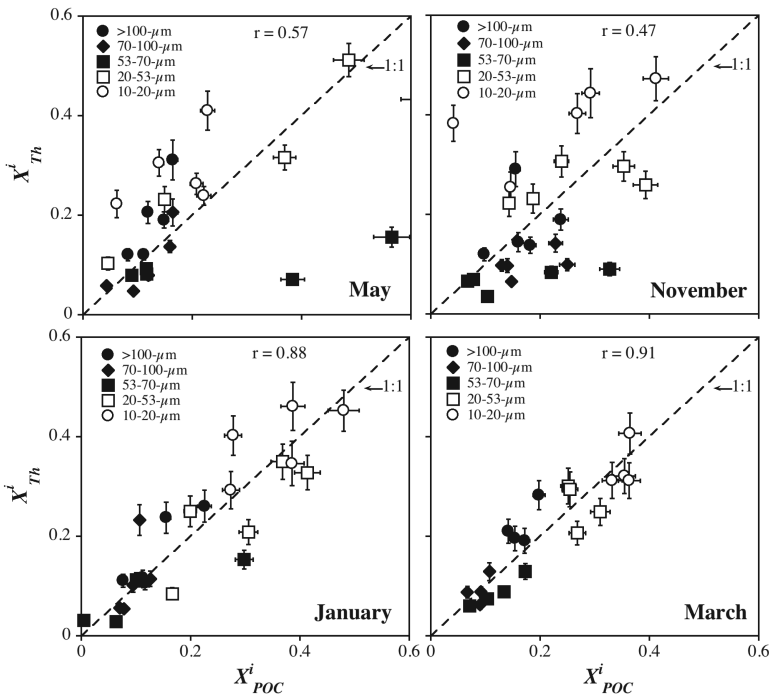 0.6
>100-µm
70-100-µm
53-70-µm
20-53-µm
10-20-µm
r = 0.57
1:1
0.4
X^i_Th
0.2
0
May
>100-µm
70-100-µm
53-70-µm
20-53-µm
10-20-µm
r = 0.47
1:1
November
0.6
>100-µm
70-100-µm
53-70-µm
20-53-µm
10-20-µm
r = 0.88
1:1
0.4
X^i_Th
0.2
0
January
>100-µm
70-100-µm
53-70-µm
20-53-µm
10-20-µm
r = 0.91
1:1
March
0 0.2 0.4 0.6
X^i_POC
0.2 0.4 0.6
X^i_POC